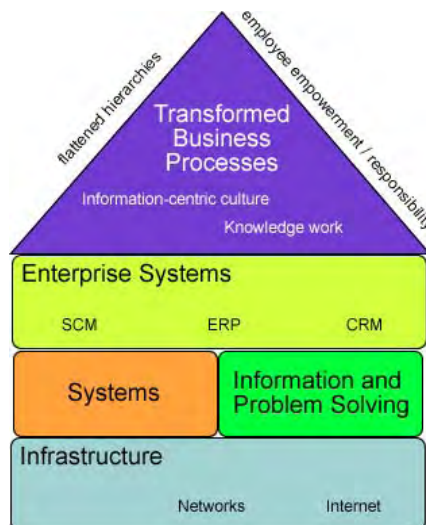 flattened hierarchies
employee empowerment / responsibility
Transformed
Business
Processes
Information-centric culture
Knowledge work
Enterprise Systems
SCM ERP CRM
Systems
Information and
Problem Solving
Infrastructure
Networks Internet